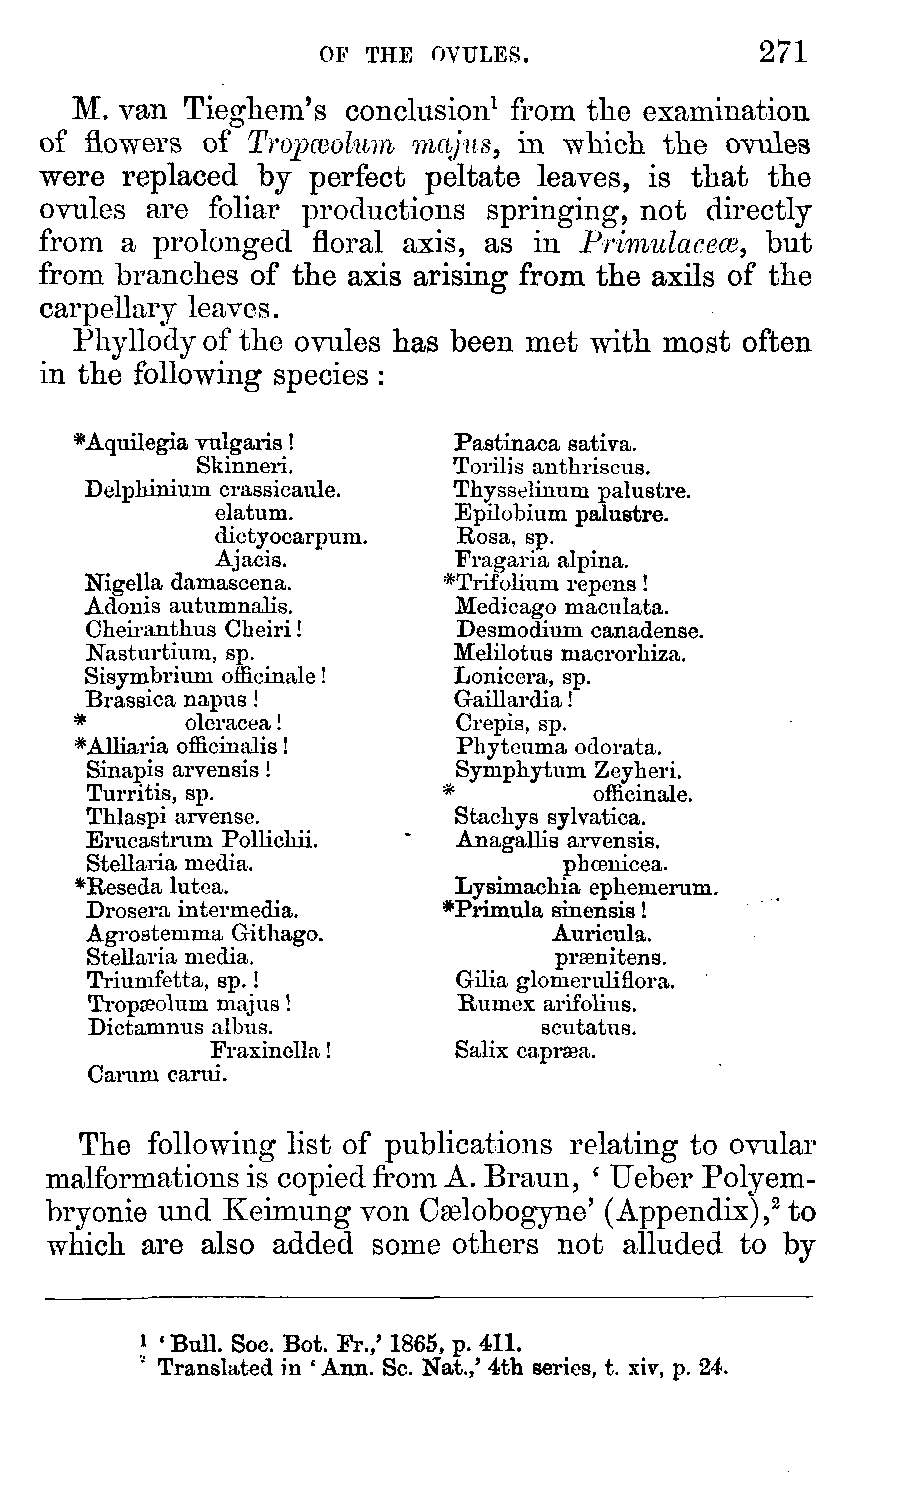 OF THE OVULES. 271
M. van Tieghem's conclusion¹ from the examination
of flowers of Tropæolum majus, in which the ovules
were replaced by perfect peltate leaves, is that the
ovules are foliar productions springing, not directly
from a prolonged floral axis, as in Primulaceæ, but
from branches of the axis arising from the axils of the
carpellary leaves.
Phyllody of the ovules has been met with most often
in the following species :
*Aquilegia vulgaris !
Skinneri.
Delphinium crassicaule.
elatum.
dictyocarpum.
Ajacis.
Nigella damascena.
Adonis autumnalis.
Cheiranthus Cheiri !
Nasturtium, sp.
Sisymbrium officinale !
Brassica napus !
* oleracea !
*Alliaria officinalis !
Sinapis arvensis !
Turritis, sp.
Thlaspi arvense.
Erucastrum Pollichii.
Stellaria media.
*Reseda lutea.
Drosera intermedia.
Agrostemma Githago.
Stellaria media.
Triumfetta, sp. !
Tropæolum majus !
Dictamnus albus.
Fraxinella !
Carum carui.
Pastinaca sativa.
Torilis anthriscus.
Thysselinum palustre.
Epilobium palustre.
Rosa, sp.
Fragaria alpina.
*Trifolium repens !
Medicago maculata.
Desmodium canadense.
Melilotus macrorhiza.
Lonicera, sp.
Gaillardia !
Crepis, sp.
Phyteuma odorata.
Symphytum Zeyheri.
* officinale.
Stachys sylvatica.
Anagallis arvensis.
phœnicea.
Lysimachia ephemerum.
*Primula sinensis !
Auricula.
prænitens.
Gilia glomeruliflora.
Rumex arifolius.
scutatus.
Salix capræa.
The following list of publications relating to ovular
malformations is copied from A. Braun, ‘ Ueber Polyem-
bryonie und Keimung von Cælobogyne’ (Appendix),² to
which are also added some others not alluded to by
¹ ‘ Bull. Soc. Bot. Fr.,’ 1865, p. 411.
² Translated in ‘ Ann. Sc. Nat.,’ 4th series, t. xiv, p. 24.